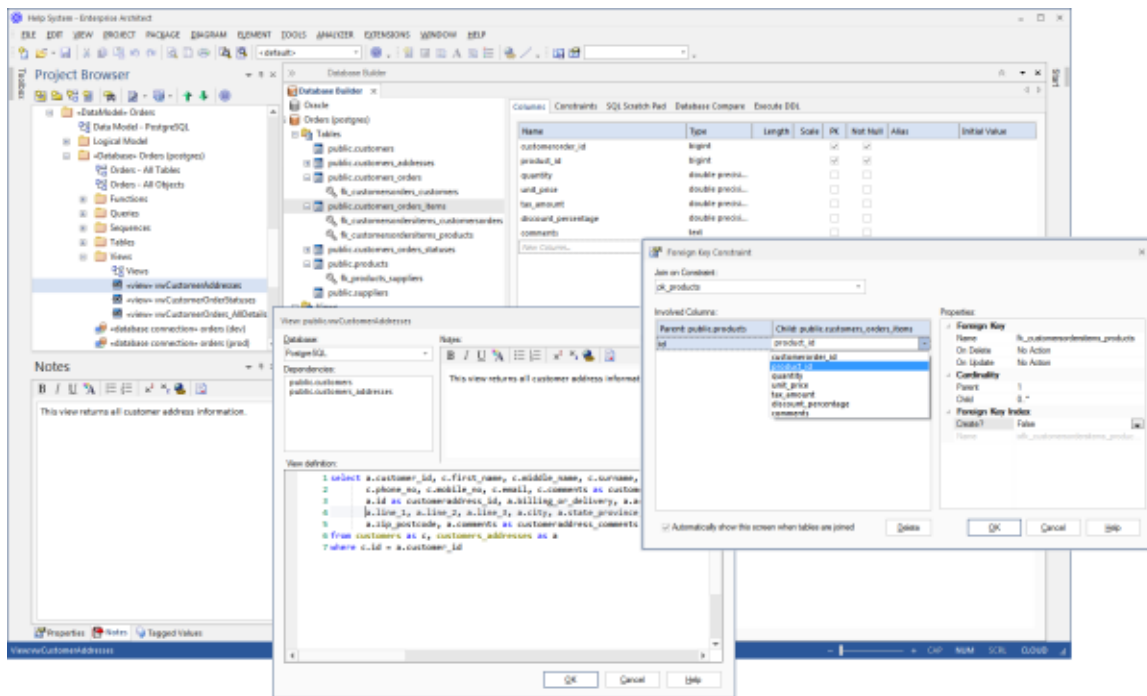 Help System - Enterprise Architect
FILE EDIT VIEW PROJECT PACKAGE DIAGRAM ELEMENT TOOLS ANALYZER EXTENSIONS WINDOW HELP
<default>
Toolbox
Project Browser
«DataModel» Orders
Data Model - PostgreSQL
Logical Model
«Database» Orders (postgres)
Orders - All Tables
Orders - All Objects
Functions
Queries
Sequences
Tables
Views
Views
«view» vwCustomerAddresses
«view» vwCustomerOrderStatuses
«view» vwCustomerOrders_AllDetails
«database connection» orders (dev)
«database connection» orders (prod)
Notes
This view returns all customer address information.
Properties Notes Tagged Values
View:vwCustomerAddresses
Database Builder
Start
Database Builder
Oracle
Orders (postgres)
Tables
public.customers
public.customers_addresses
public.customers_orders
fk_customersorders_customers
public.customers_orders_items
fk_customersordersitems_customersorders
fk_customersordersitems_products
public.customers_orders_statuses
public.products
fk_products_suppliers
public.suppliers
Views
Columns Constraints SQL Scratch Pad Database Compare Execute DDL
Name Type Length Scale PK Not Null Alias Initial Value
customerorder_id bigint
product_id bigint
quantity double precisi...
unit_price double precisi...
tax_amount double precisi...
discount_percentage double precisi...
comments text
New Column...
View: public.vwCustomerAddresses
Database:
PostgreSQL
Dependencies:
public.customers
public.customers_addresses
Notes:
This view returns all customer address informat
View definition:
1 select a.customer_id, c.first_name, c.middle_name, c.surname,
2 c.phone_no, c.mobile_no, c.email, c.comments as custome
3 a.id as customeraddress_id, a.billing_or_delivery, a.a
4 a.line_1, a.line_2, a.line_3, a.city, a.state_province
5 a.zip_postcode, a.comments as customeraddress_comments
6 from customers as c, customers_addresses as a
7 where c.id = a.customer_id
OK Cancel Help
Foreign Key Constraint
Join on Constraint:
pk_products
Involved Columns:
Parent: public.products Child: public.customers_orders_items
id product_id
customerorder_id
product_id
quantity
unit_price
tax_amount
discount_percentage
comments
Properties:
Foreign Key
Name fk_customersordersitems_products
On Delete No Action
On Update No Action
Cardinality
Parent 1
Child 0..*
Foreign Key Index
Create? False
Name
Automatically show this screen when tables are joined
Delete OK Cancel Help
CAP NUM SCRL CLOUD